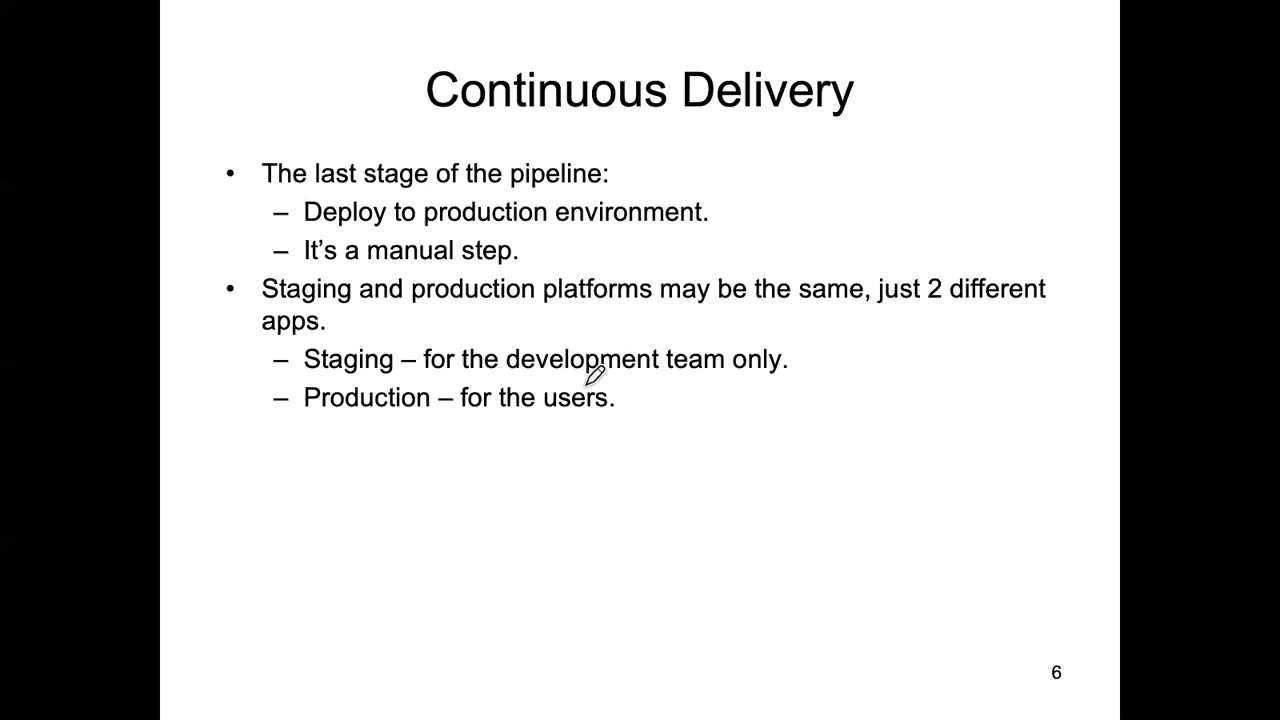 Continuous Delivery
• The last stage of the pipeline:
– Deploy to production environment.
– It’s a manual step.
• Staging and production platforms may be the same, just 2 different
apps.
– Staging – for the development team only.
– Production – for the users.
6